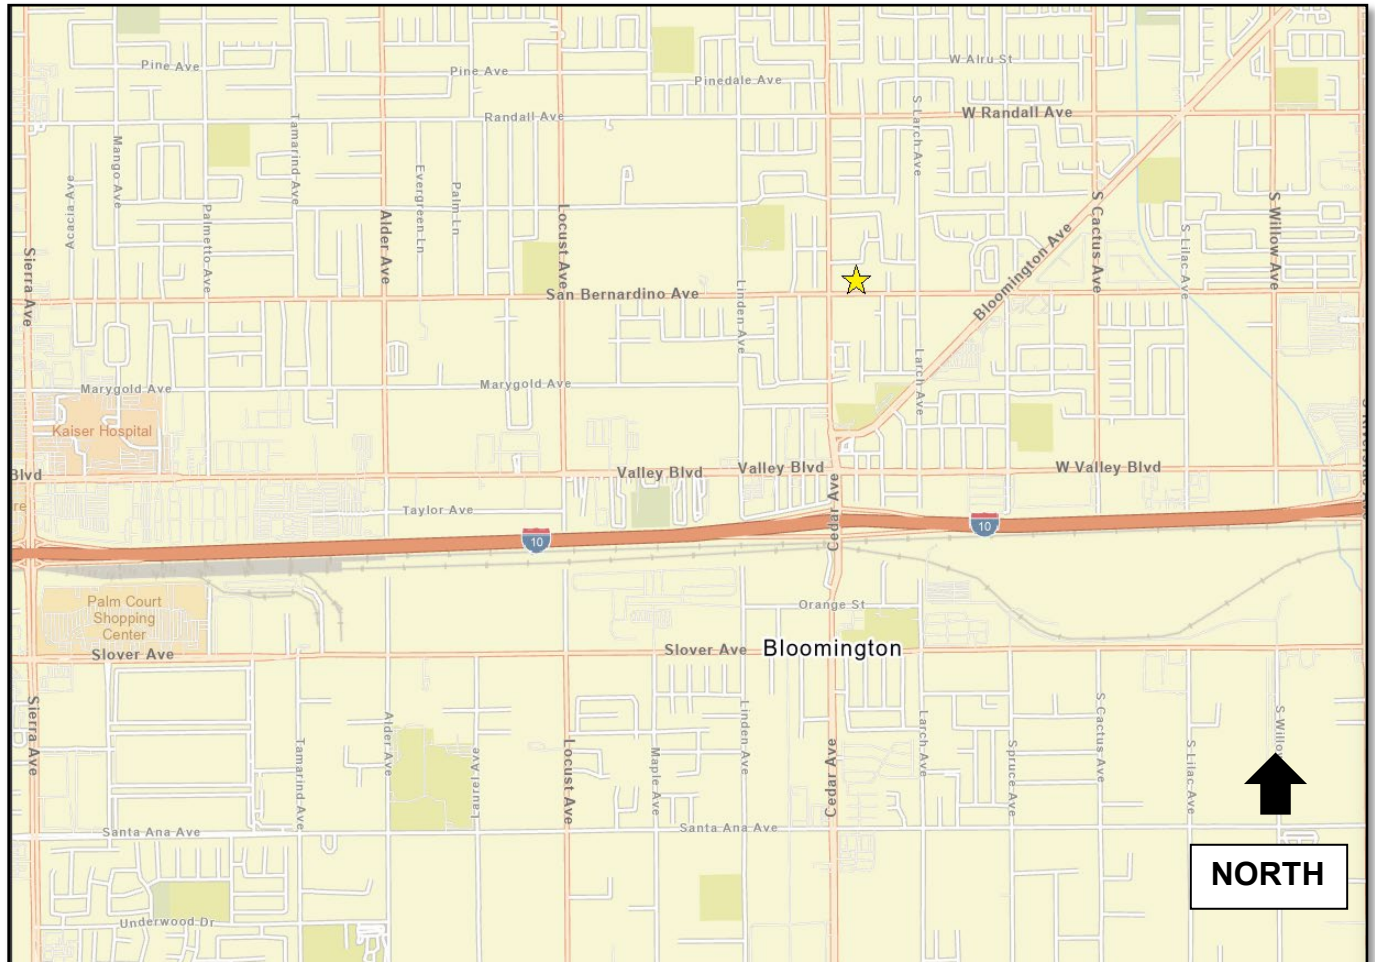 Pine Ave
Pine Ave
Pinedale Ave
W Alru St
Randall Ave
W Randall Ave
S Larch Ave
Mango Ave
Tamarind Ave
Acacia Ave
Palmetto Ave
Evergreen Ln
Palm Ln
Alder Ave
Locust Ave
Sierra Ave
S Cactus Ave
S Willow Ave
S Lilac Ave
Bloomington Ave
San Bernardino Ave
Linden Ave
Larch Ave
Marygold Ave
Marygold Ave
Kaiser Hospital
Blvd
Valley Blvd
Valley Blvd
W Valley Blvd
re
Taylor Ave
Cedar Ave
10
10
Palm Court
Shopping
Center
Orange St
Slover Ave
Slover Ave
Bloomington
Sierra Ave
Tamarind Ave
Alder Ave
Laurel Ave
Locust Ave
Maple Ave
Linden Ave
Cedar Ave
Larch Ave
Spruce Ave
S Cactus Ave
S Lilac Ave
S Willo
Santa Ana Ave
Santa Ana Ave
Underwood Dr
NORTH